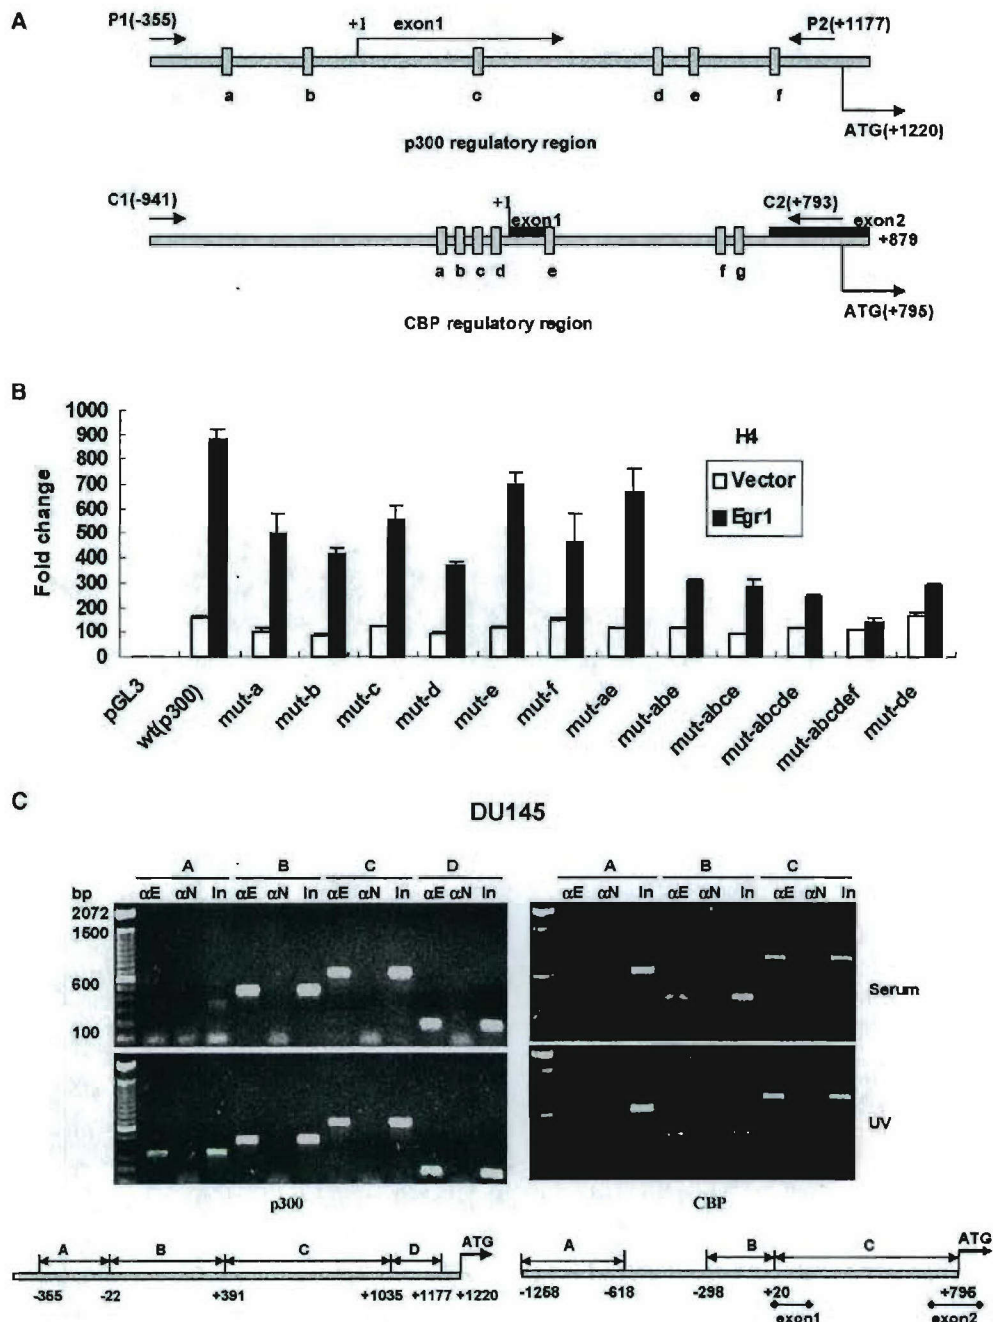 A
P1(-355)
+1
exon1
P2(+1177)
a b c d e f
ATG(+1220)
p300 regulatory region
C1(-941)
+1
exon1
C2(+793)
exon2
+879
a b c d e f g
ATG(+795)
CBP regulatory region
B
1000
900
800
700
600
500
400
300
200
100
0
Fold change
H4
Vector
Egr1
pGL3 wt(p300) mut-a mut-b mut-c mut-d mut-e mut-f mut-ae mut-abe mut-abce mut-abcde mut-abcdef mut-de
C
DU145
A B C D
bp αE αN In αE αN In αE αN In αE αN In
2072
1500
600
100
A B C
αE αN In αE αN In αE αN In
Serum
UV
p300
CBP
A B C D ATG
-355 -22 +391 +1035 +1177 +1220
A B C ATG
-1268 -618 -298 +20 +795
exon1 exon2